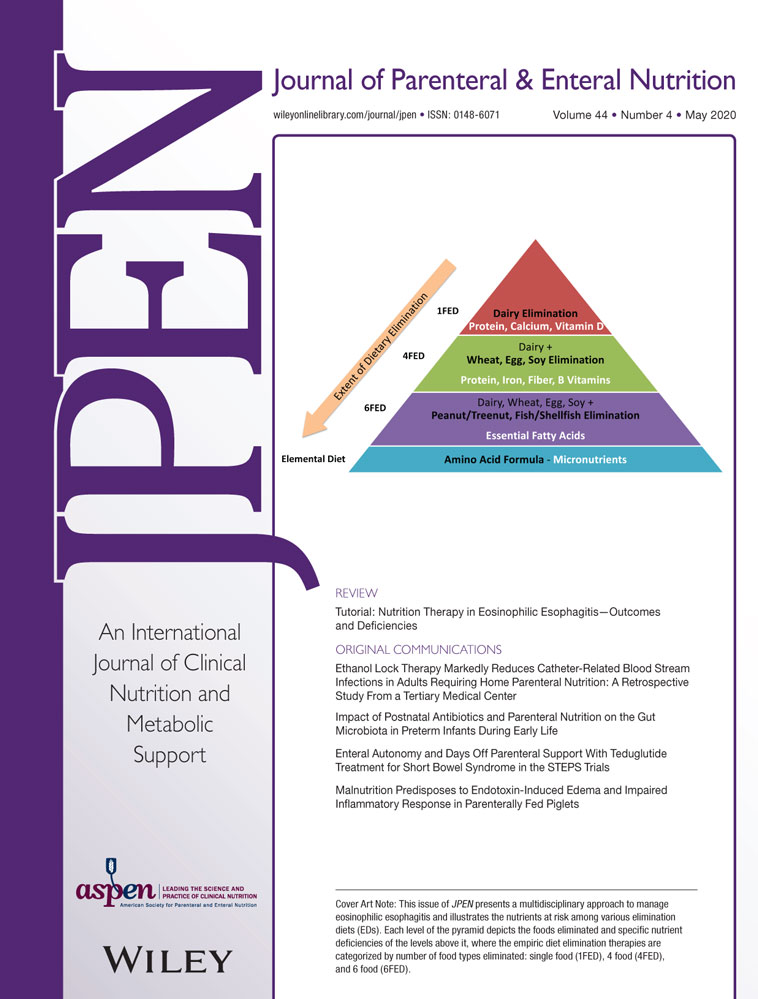 JPEN
Journal of Parenteral & Enteral Nutrition
wileyonlinelibrary.com/journal/jpen • ISSN: 0148-6071
Volume 44 • Number 4 • May 2020
Extent of Dietary Elimination
1FED
Dairy Elimination
Protein, Calcium, Vitamin D
4FED
Dairy +
Wheat, Egg, Soy Elimination
Protein, Iron, Fiber, B Vitamins
6FED
Dairy, Wheat, Egg, Soy +
Peanut/Treenut, Fish/Shellfish Elimination
Essential Fatty Acids
Elemental Diet
Amino Acid Formula - Micronutrients
An International
Journal of Clinical
Nutrition and
Metabolic
Support
REVIEW
Tutorial: Nutrition Therapy in Eosinophilic Esophagitis—Outcomes
and Deficiencies
ORIGINAL COMMUNICATIONS
Ethanol Lock Therapy Markedly Reduces Catheter-Related Blood Stream
Infections in Adults Requiring Home Parenteral Nutrition: A Retrospective
Study From a Tertiary Medical Center
Impact of Postnatal Antibiotics and Parenteral Nutrition on the Gut
Microbiota in Preterm Infants During Early Life
Enteral Autonomy and Days Off Parenteral Support With Teduglutide
Treatment for Short Bowel Syndrome in the STEPS Trials
Malnutrition Predisposes to Endotoxin-Induced Edema and Impaired
Inflammatory Response in Parenterally Fed Piglets
aspen
LEADING THE SCIENCE AND
PRACTICE OF CLINICAL NUTRITION
American Society for Parenteral and Enteral Nutrition
WILEY
Cover Art Note: This issue of JPEN presents a multidisciplinary approach to manage
eosinophilic esophagitis and illustrates the nutrients at risk among various elimination
diets (EDs). Each level of the pyramid depicts the foods eliminated and specific nutrient
deficiencies of the levels above it, where the empiric diet elimination therapies are
categorized by number of food types eliminated: single food (1FED), 4 food (4FED),
and 6 food (6FED).